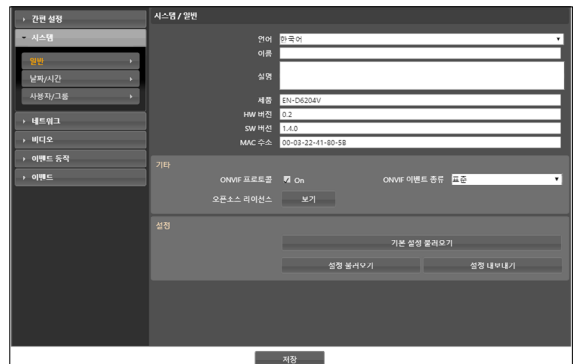 간편 설정
시스템
일반
날짜/시간
사용자/그룹
네트워크
비디오
이벤트 동작
이벤트
시스템 / 일반
언어 한국어
이름
설명
제품 EN-D6204V
HW 버전 0.2
SW 버전 1.4.0
MAC 주소 00-03-22-41-80-5B
기타
ONVIF 프로토콜 On ONVIF 이벤트 종류 표준
오픈소스 라이선스 보기
설정
기본 설정 불러오기
설정 불러오기 설정 내보내기
저장